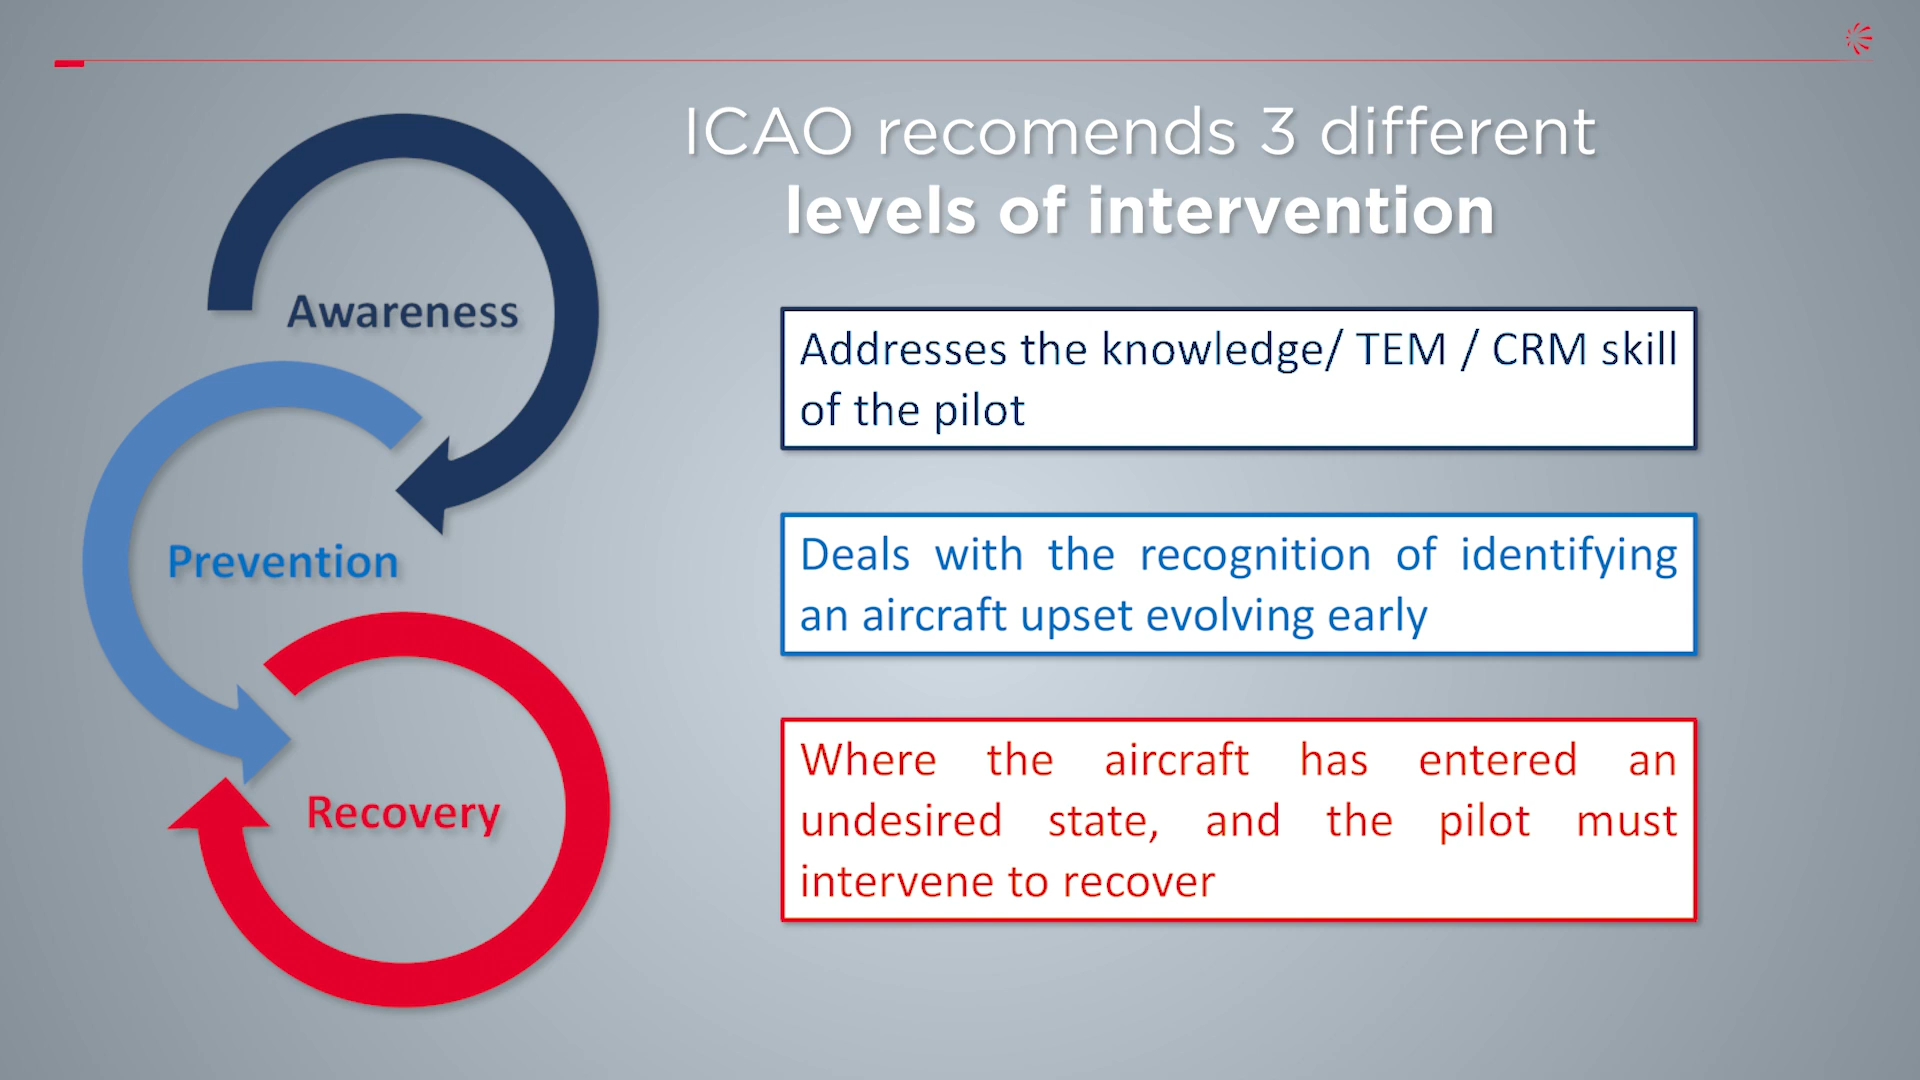 ICAO recomends 3 different
levels of intervention
Awareness
Addresses the knowledge/ TEM / CRM skill
of the pilot
Prevention
Deals with the recognition of identifying
an aircraft upset evolving early
Recovery
Where the aircraft has entered an
undesired state, and the pilot must
intervene to recover